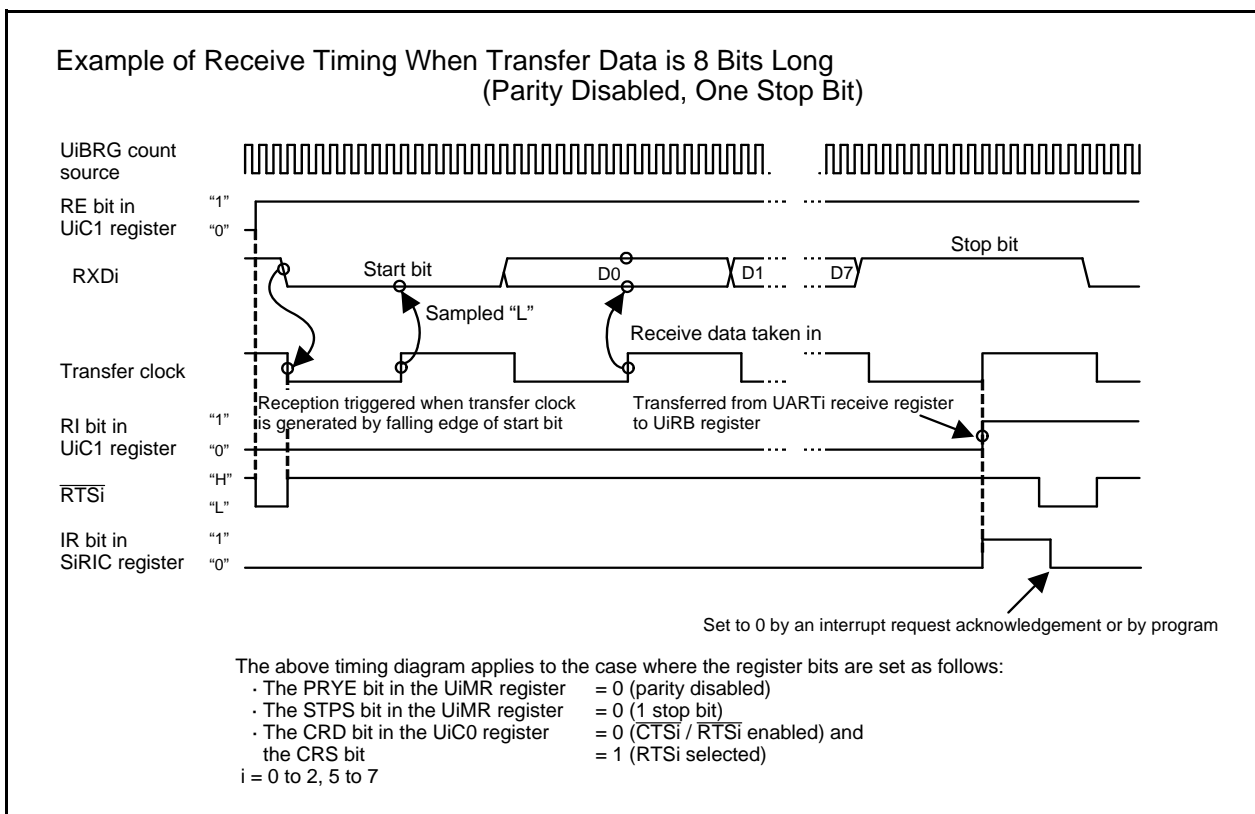 Example of Receive Timing When Transfer Data is 8 Bits Long
(Parity Disabled, One Stop Bit)
UiBRG count
source
RE bit in
UiC1 register
“1”
“0”
RXDi
Start bit
D0
D1
D7
Stop bit
Sampled “L”
Receive data taken in
Transfer clock
Reception triggered when transfer clock
is generated by falling edge of start bit
Transferred from UARTi receive register
to UiRB register
RI bit in
UiC1 register
“1”
“0”
RTSi
“H”
“L”
IR bit in
SiRIC register
“1”
“0”
Set to 0 by an interrupt request acknowledgement or by program
The above timing diagram applies to the case where the register bits are set as follows:
· The PRYE bit in the UiMR register = 0 (parity disabled)
· The STPS bit in the UiMR register = 0 (1 stop bit)
· The CRD bit in the UiC0 register = 0 (CTSi / RTSi enabled) and
the CRS bit = 1 (RTSi selected)
i = 0 to 2, 5 to 7